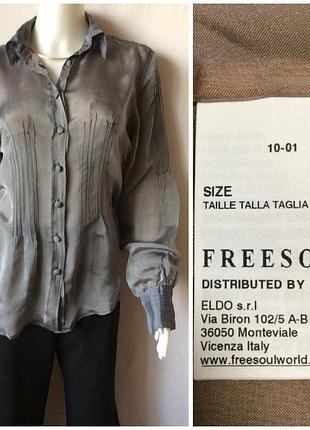 10-01
SIZE
TAILLE TALLA TAGLIA
FREESO
DISTRIBUTED BY
ELDO s.r.l
Via Biron 102/5 A-B
36050 Monteviale
Vicenza Italy
www.freesoulworld.